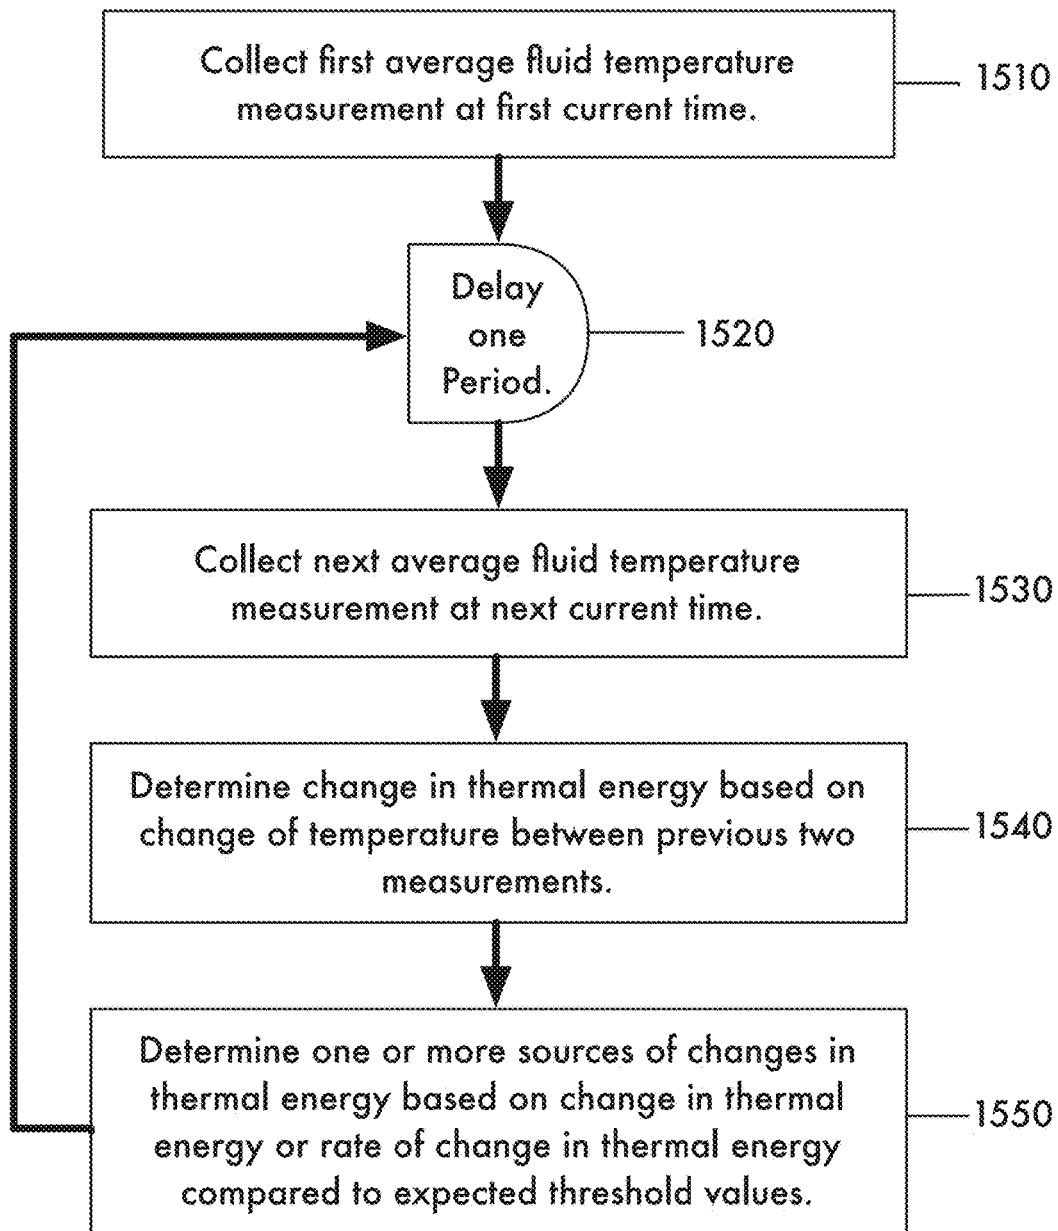 Collect first average fluid temperature
measurement at first current time.
1510
Delay
one
Period.
1520
Collect next average fluid temperature
measurement at next current time.
1530
Determine change in thermal energy based on
change of temperature between previous two
measurements.
1540
Determine one or more sources of changes in
thermal energy based on change in thermal
energy or rate of change in thermal energy
compared to expected threshold values.
1550